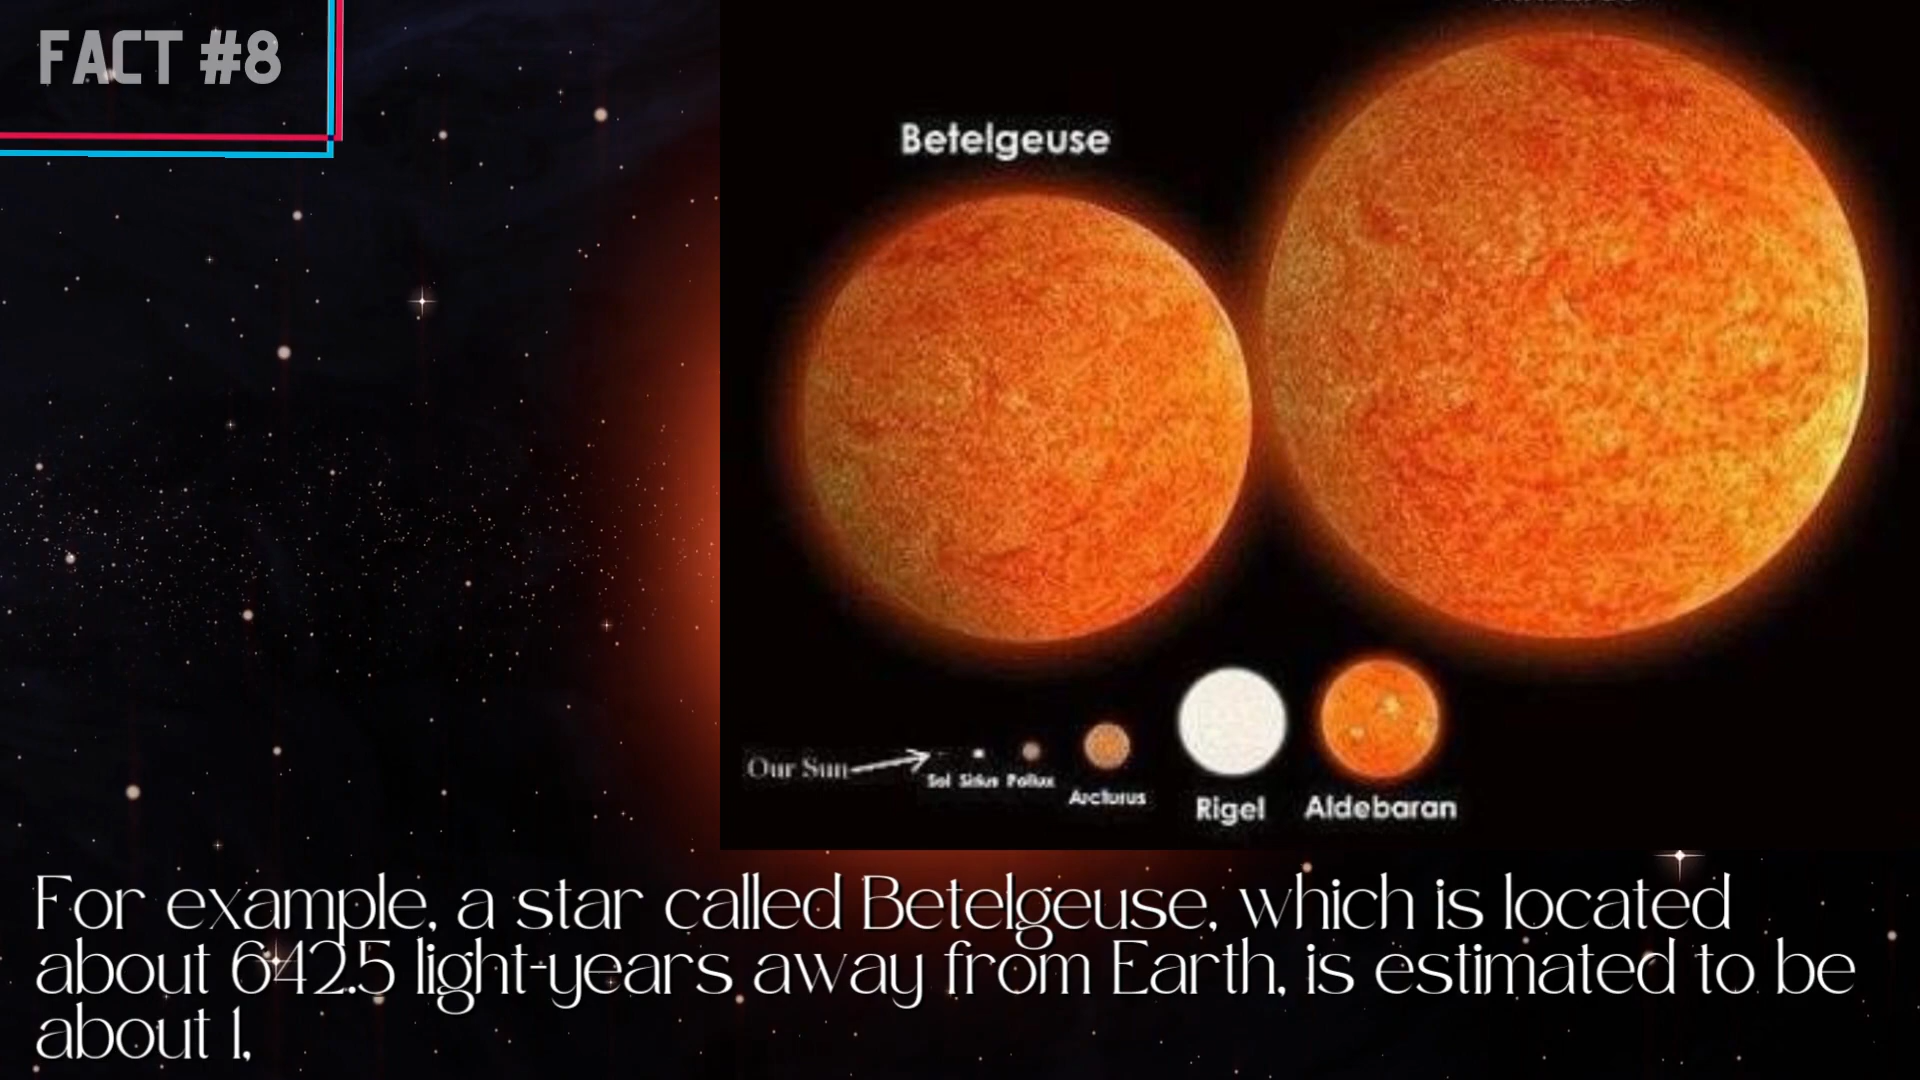 FACT #8
Betelgeuse
Our Sun
Sol Sirius Pollux
Arcturus
Rigel
Aldebaran
For example, a star called Betelgeuse, which is located
about 642.5 light-years away from Earth, is estimated to be
about 1,